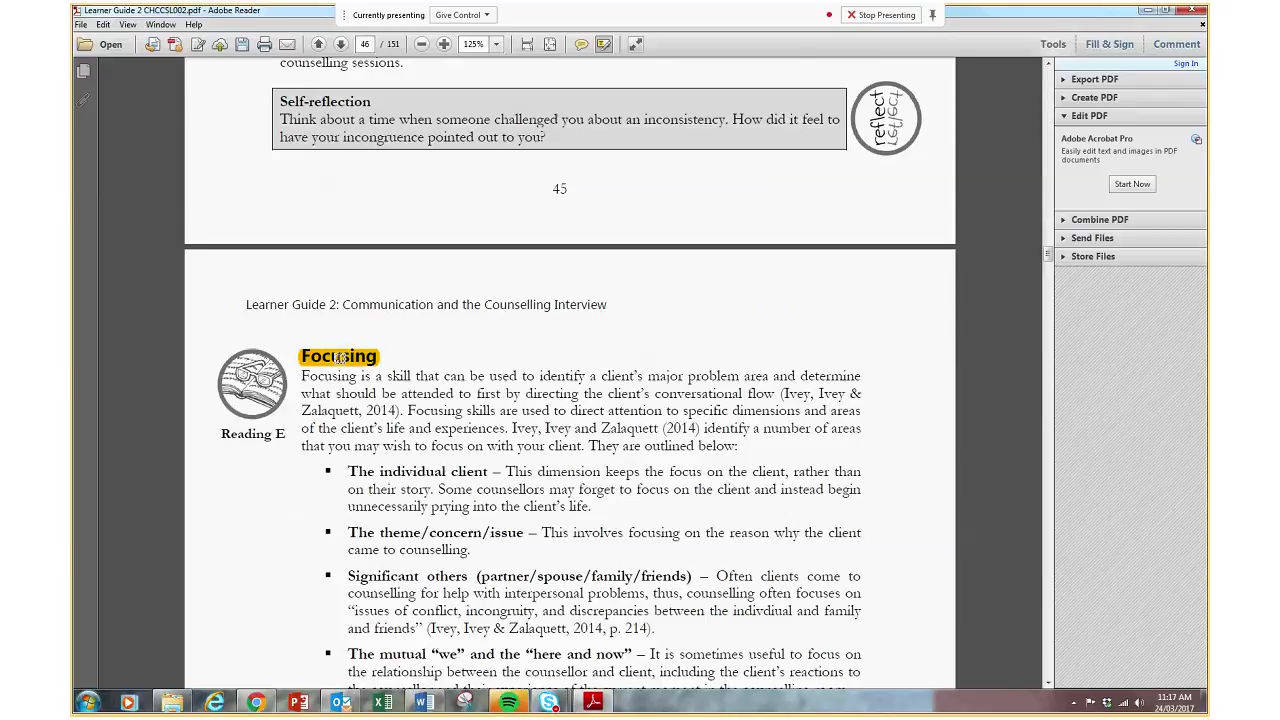 Learner Guide 2 CHCCSL002.pdf - Adobe Reader
Currently presenting Give Control Stop Presenting
File Edit View Window Help
Open 46 / 151 125% Tools Fill & Sign Comment
Sign In
Export PDF
Create PDF
Edit PDF
Adobe Acrobat Pro
Easily edit text and images in PDF
documents
Start Now
Combine PDF
Send Files
Store Files
counselling sessions.
Self-reflection
Think about a time when someone challenged you about an inconsistency. How did it feel to
have your incongruence pointed out to you?
reflect
reflect
45
Learner Guide 2: Communication and the Counselling Interview
Focusing
Reading E
Focusing is a skill that can be used to identify a client's major problem area and determine
what should be attended to first by directing the client's conversational flow (Ivey, Ivey &
Zalaquett, 2014). Focusing skills are used to direct attention to specific dimensions and areas
of the client's life and experiences. Ivey, Ivey and Zalaquett (2014) identify a number of areas
that you may wish to focus on with your client. They are outlined below:
▪ The individual client – This dimension keeps the focus on the client, rather than
on their story. Some counsellors may forget to focus on the client and instead begin
unnecessarily prying into the client's life.
▪ The theme/concern/issue – This involves focusing on the reason why the client
came to counselling.
▪ Significant others (partner/spouse/family/friends) – Often clients come to
counselling for help with interpersonal problems, thus, counselling often focuses on
“issues of conflict, incongruity, and discrepancies between the indivdiual and family
and friends” (Ivey, Ivey & Zalaquett, 2014, p. 214).
▪ The mutual “we” and the “here and now” – It is sometimes useful to focus on
the relationship between the counsellor and client, including the client's reactions to
11:17 AM
24/03/2017